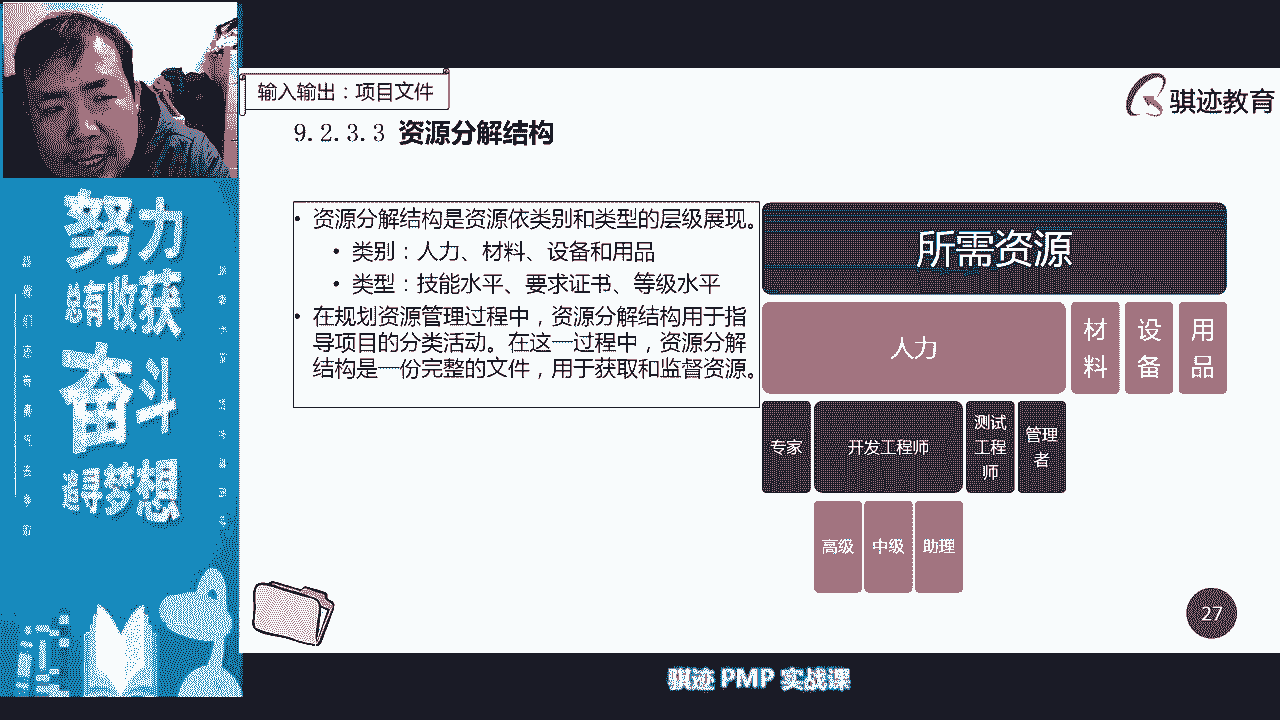 输入输出：项目文件
骐迹教育
9.2.3.3 资源分解结构
努力
总有收获
奋斗
追寻梦想
• 资源分解结构是资源依类别和类型的层级展现。
• 类别：人力、材料、设备和用品
• 类型：技能水平、要求证书、等级水平
• 在规划资源管理过程中，资源分解结构用于指
导项目的分类活动。在这一过程中，资源分解
结构是一份完整的文件，用于获取和监督资源。
所需资源
人力
材
料
设
备
用
品
专家
开发工程师
测试
工程
师
管理
者
高级
中级
助理
27
骐迹 PMP 实战课